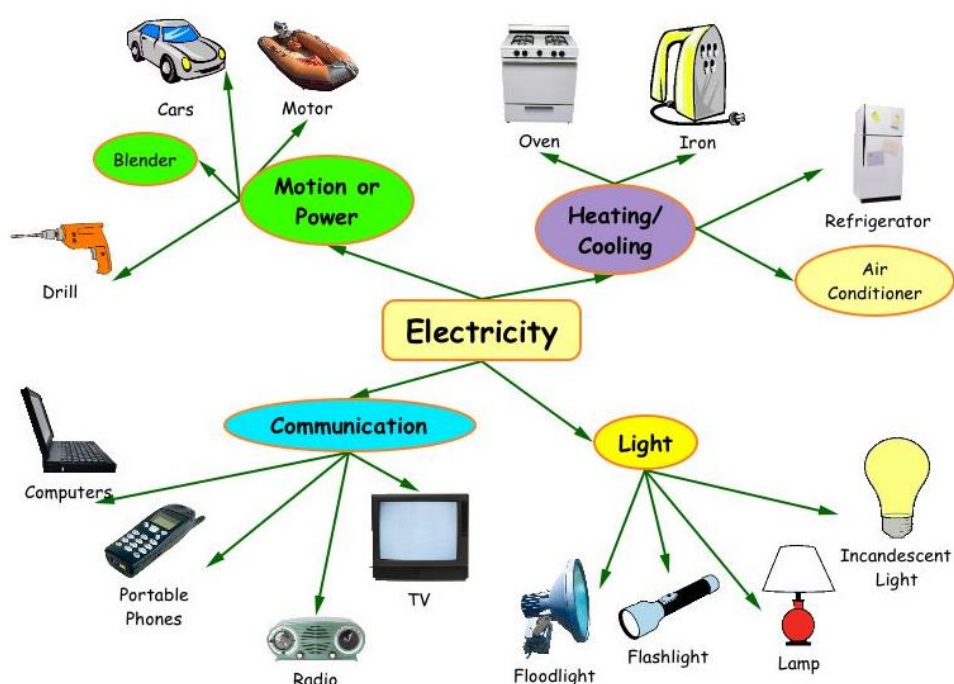 Cars
Motor
Blender
Motion or
Power
Drill
Oven
Iron
Heating/
Cooling
Refrigerator
Air
Conditioner
Electricity
Communication
Computers
Portable
Phones
Radio
TV
Light
Floodlight
Flashlight
Lamp
Incandescent
Light